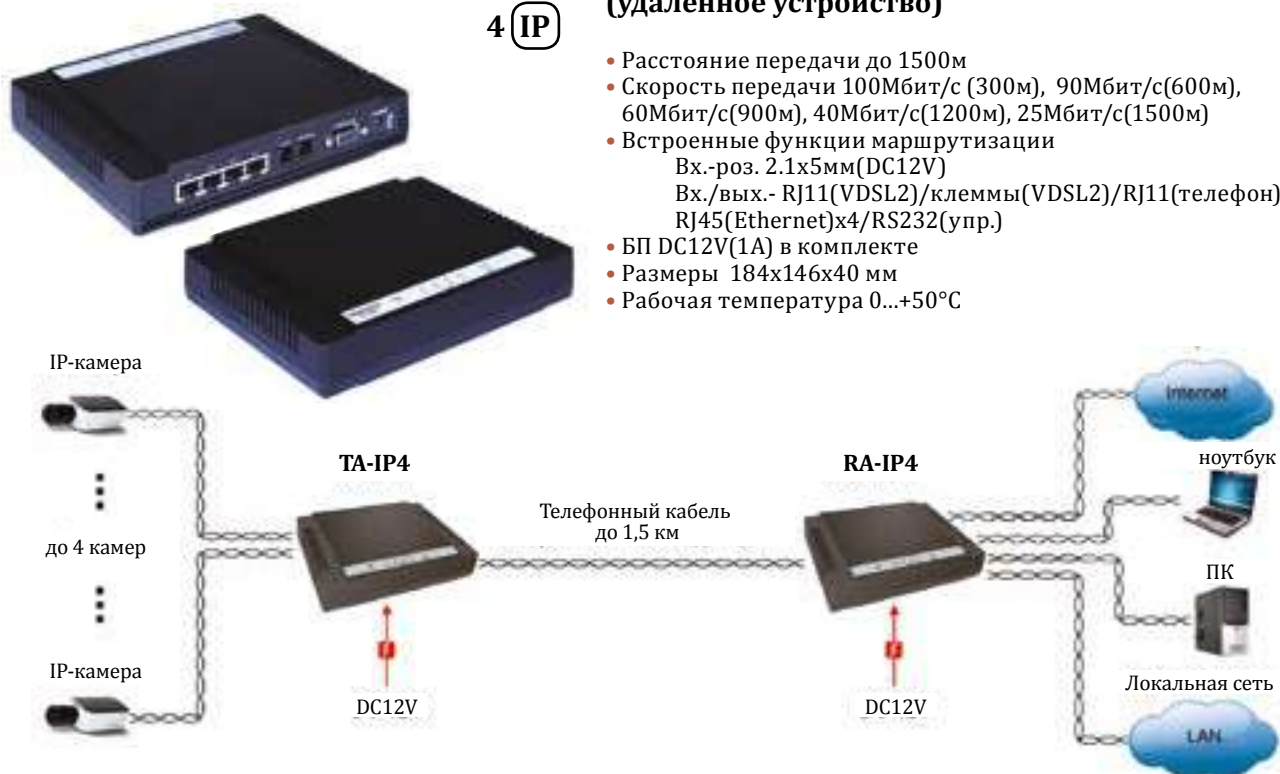 (удаленное устройство)
4 IP
• Расстояние передачи до 1500м
• Скорость передачи 100Мбит/с (300м), 90Мбит/с(600м),
60Мбит/с(900м), 40Мбит/с(1200м), 25Мбит/с(1500м)
• Встроенные функции маршрутизации
Вх.-роз. 2.1x5мм(DC12V)
Вх./вых.- RJ11(VDSL2)/клеммы(VDSL2)/RJ11(телефон)
RJ45(Ethernet)x4/RS232(упр.)
• БП DC12V(1A) в комплекте
• Размеры 184x146x40 мм
• Рабочая температура 0...+50°C
IP-камера
Internet
TA-IP4
RA-IP4
ноутбук
Телефонный кабель
до 1,5 км
до 4 камер
ПК
IP-камера
DC12V
DC12V
Локальная сеть
LAN